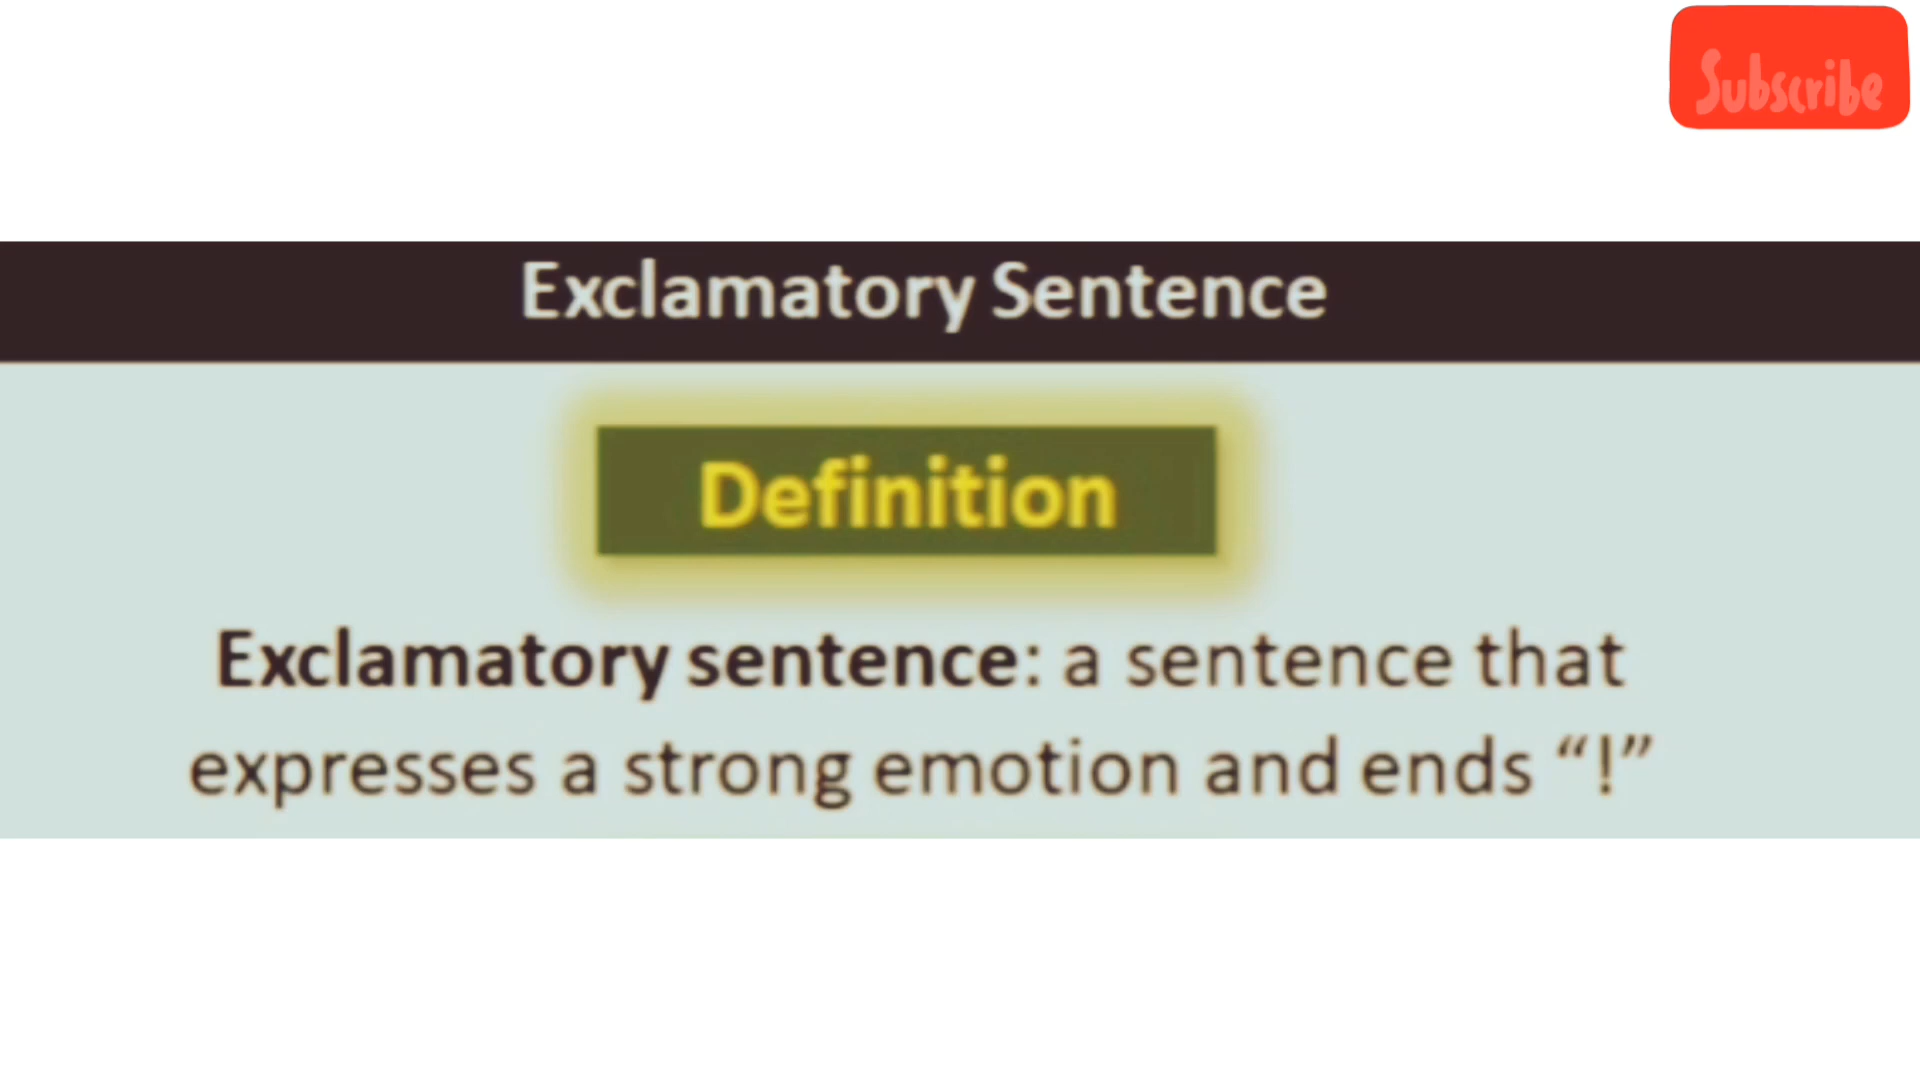 Subscribe
Exclamatory Sentence
Definition
Exclamatory sentence: a sentence that
expresses a strong emotion and ends “!”